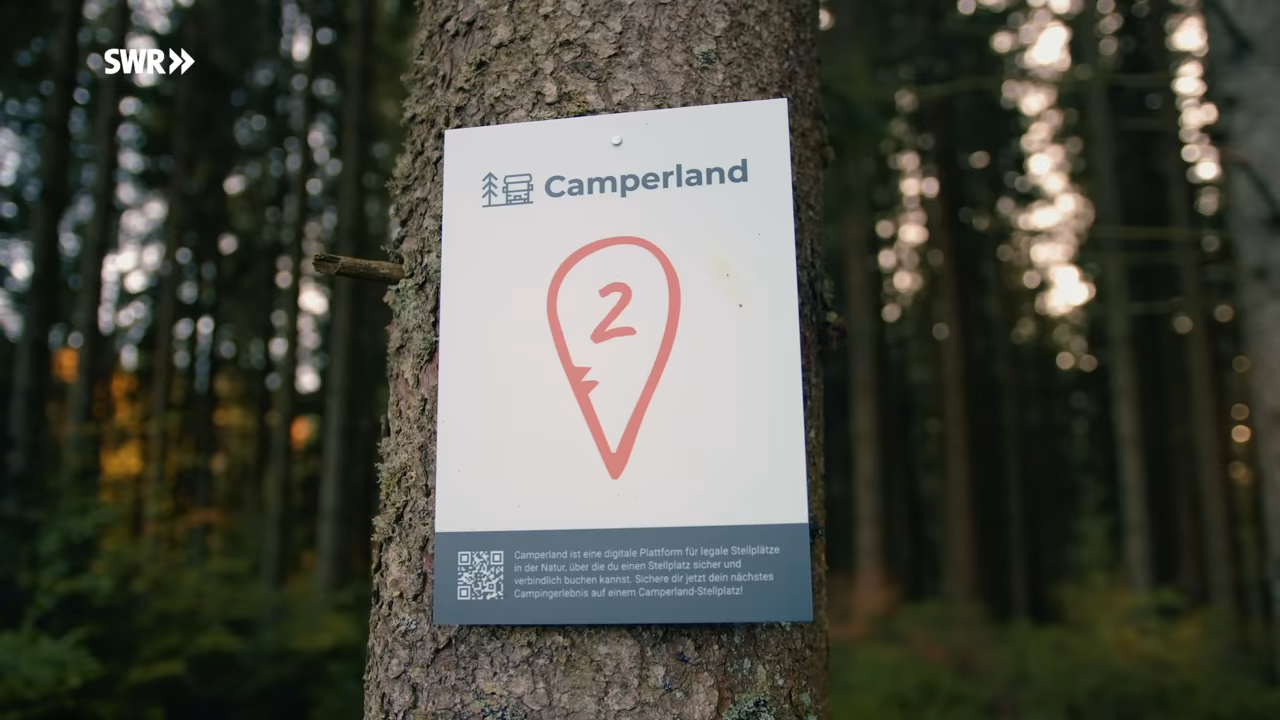 SWR
Camperland
2
Camperland ist eine digitale Plattform für legale Stellplätze
in der Natur, über die du einen Stellplatz sicher und
verbindlich buchen kannst. Sichere dir jetzt dein nächstes
Campingerlebnis auf einem Camperland-Stellplatz!